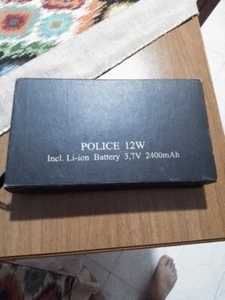 POLICE 12W
Incl. Li-ion Battery 3,7V 2400mAh